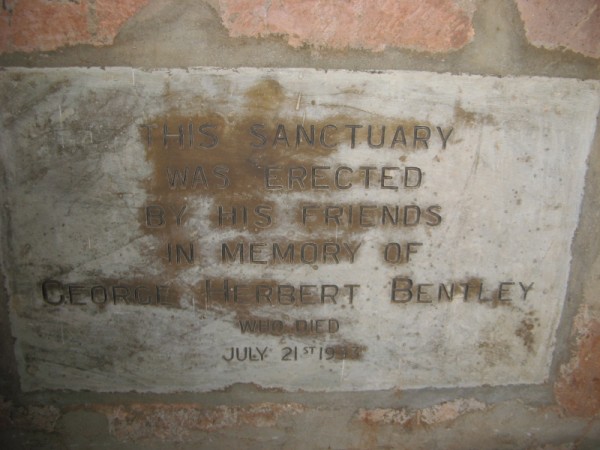 THIS SANCTUARY
WAS ERECTED
BY HIS FRIENDS
IN MEMORY OF
GEORGE HERBERT BENTLEY
WHO DIED
JULY 21ST